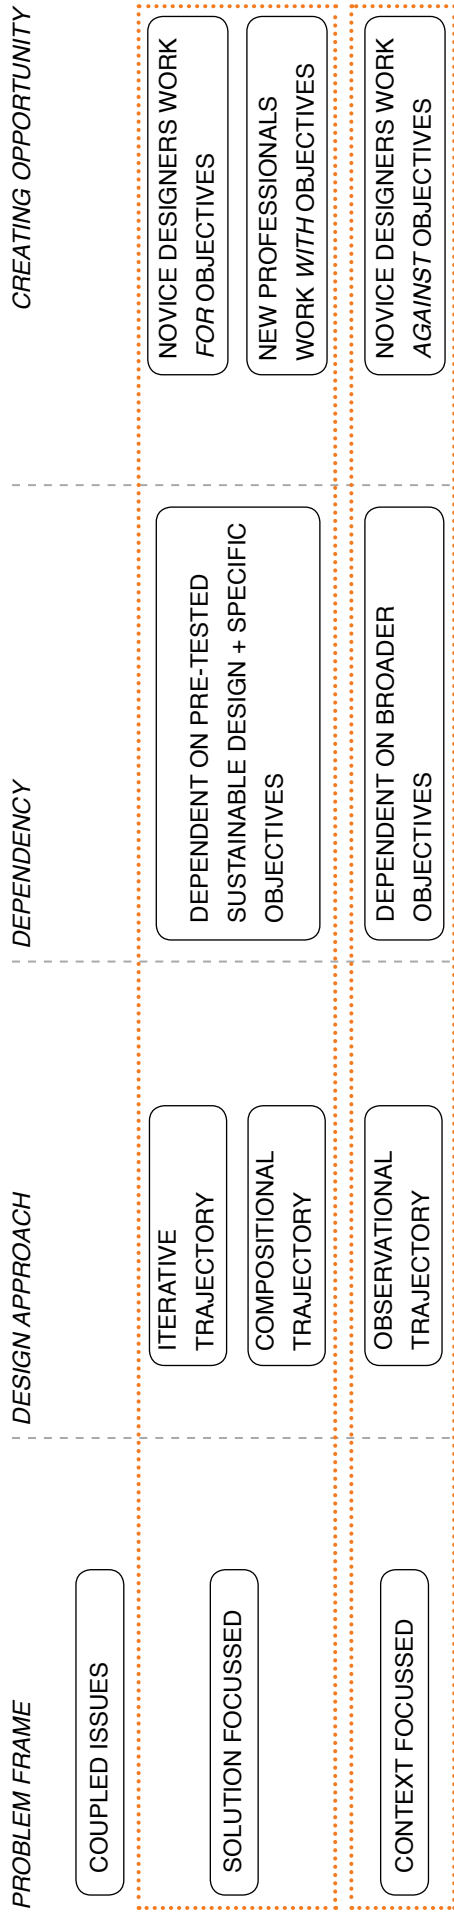 PROBLEM FRAME
DESIGN APPROACH
DEPENDENCY
CREATING OPPORTUNITY
COUPLED ISSUES
SOLUTION FOCUSSED
ITERATIVE
TRAJECTORY
COMPOSITIONAL
TRAJECTORY
DEPENDENT ON PRE-TESTED
SUSTAINABLE DESIGN + SPECIFIC
OBJECTIVES
NOVICE DESIGNERS WORK
FOR OBJECTIVES
NEW PROFESSIONALS
WORK WITH OBJECTIVES
CONTEXT FOCUSSED
OBSERVATIONAL
TRAJECTORY
DEPENDENT ON BROADER
OBJECTIVES
NOVICE DESIGNERS WORK
AGAINST OBJECTIVES